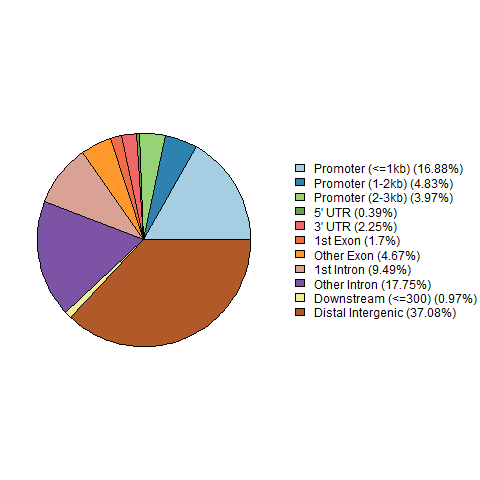 Promoter (<=1kb) (16.88%)
Promoter (1-2kb) (4.83%)
Promoter (2-3kb) (3.97%)
5' UTR (0.39%)
3' UTR (2.25%)
1st Exon (1.7%)
Other Exon (4.67%)
1st Intron (9.49%)
Other Intron (17.75%)
Downstream (<=300) (0.97%)
Distal Intergenic (37.08%)